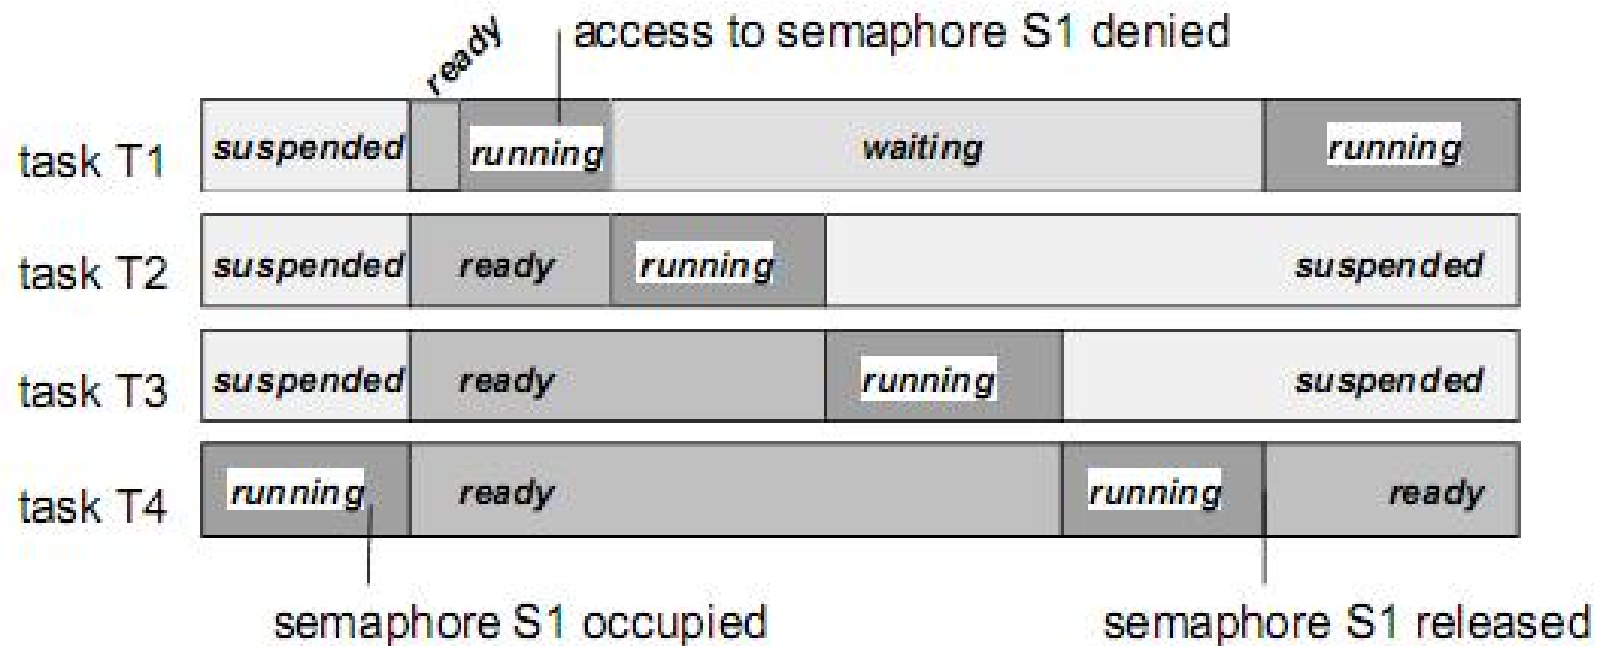 ready
access to semaphore S1 denied
task T1 suspended running waiting running
task T2 suspended ready running suspended
task T3 suspended ready running suspended
task T4 running ready running ready
semaphore S1 occupied semaphore S1 released